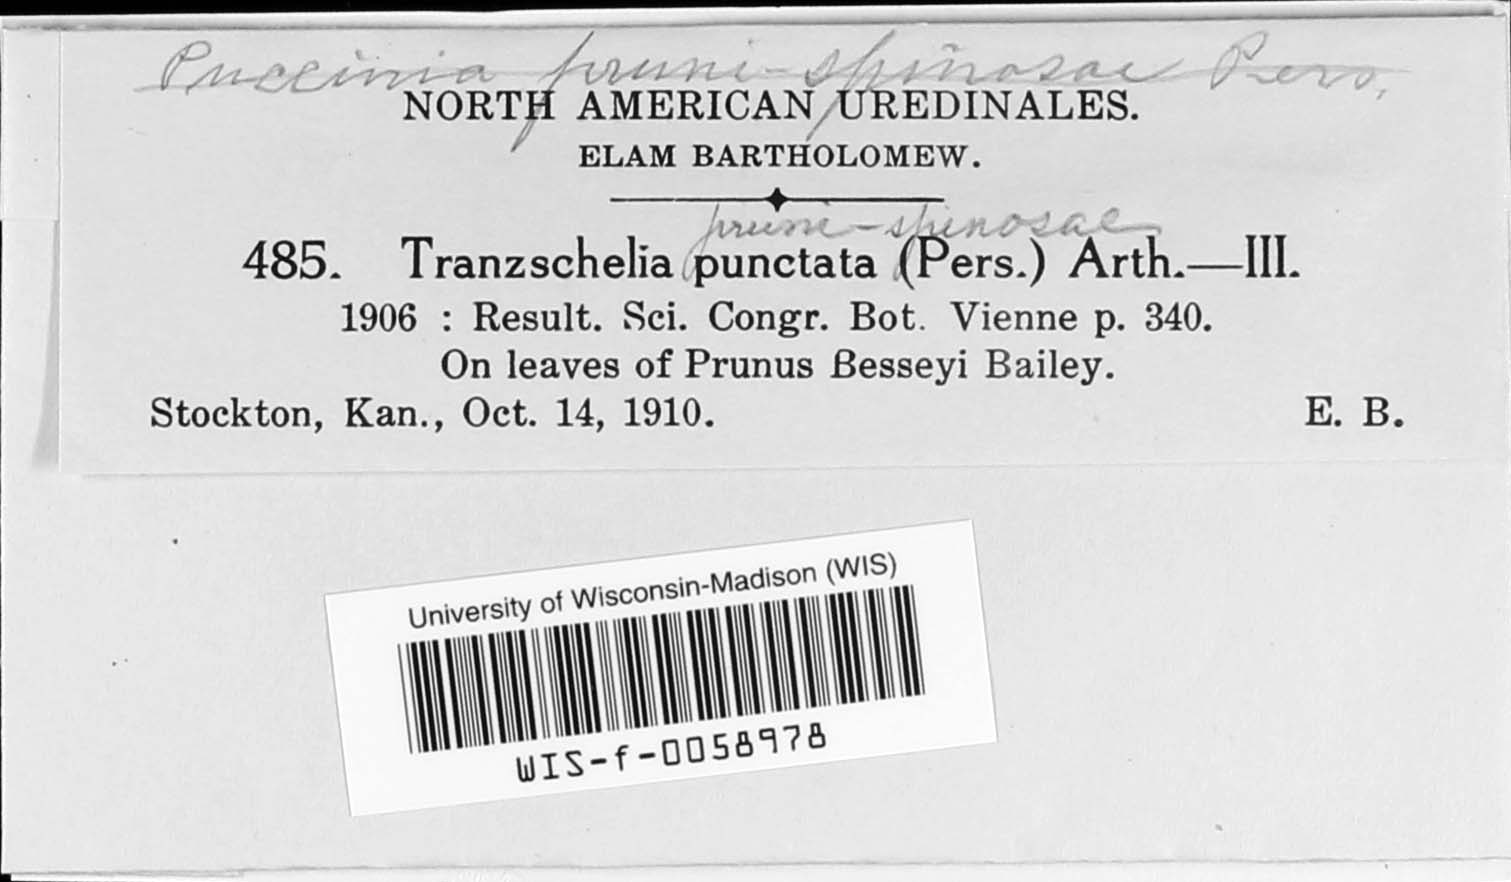 Puccinia pruni-spinosae Pers.
NORTH AMERICAN UREDINALES.
ELAM BARTHOLOMEW.
pruni-spinosae
485. Tranzschelia punctata (Pers.) Arth.—III.
1906 : Result. Sci. Congr. Bot. Vienne p. 340.
On leaves of Prunus Besseyi Bailey.
Stockton, Kan., Oct. 14, 1910. E. B.
University of Wisconsin-Madison (WIS)
WIS-f-0058978